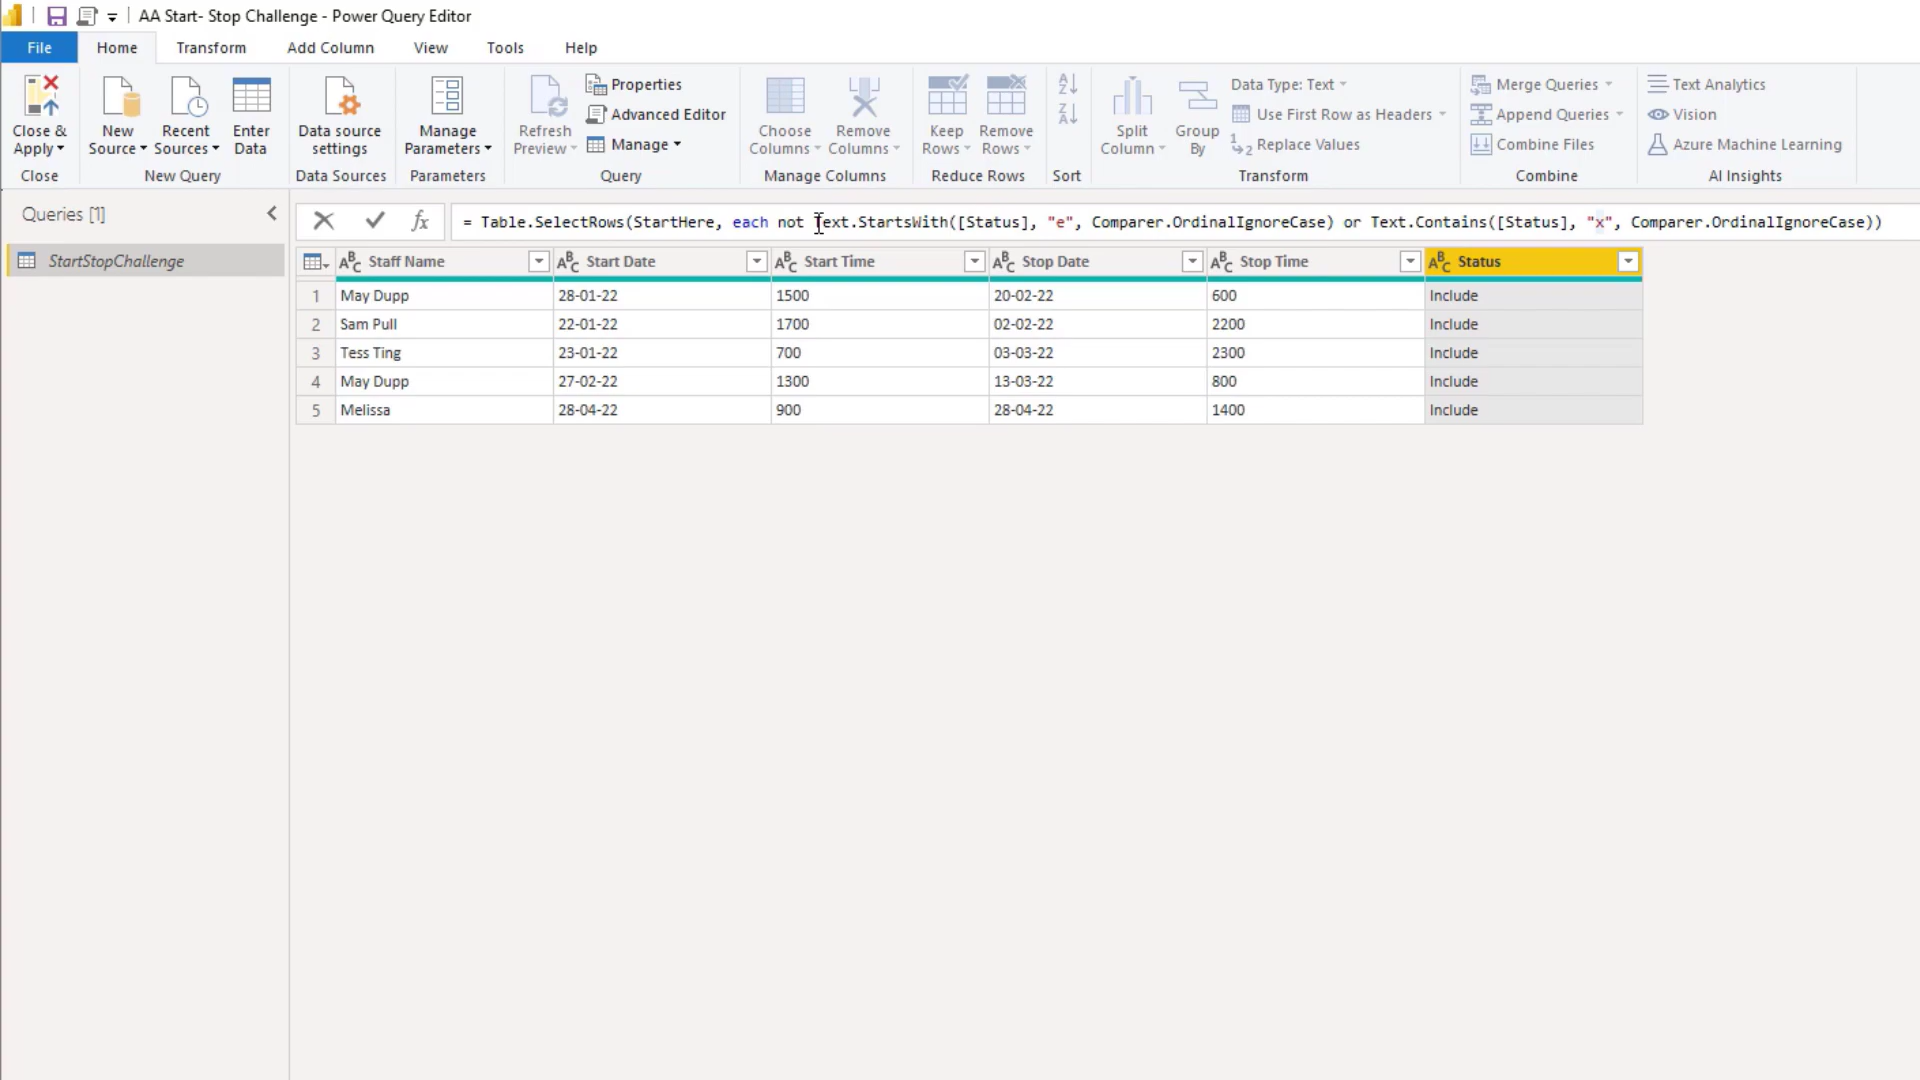 AA Start- Stop Challenge - Power Query Editor
File Home Transform Add Column View Tools Help
Close & Apply
Close
New Source
Recent Sources
Enter Data
New Query
Data source settings
Data Sources
Manage Parameters
Parameters
Refresh Preview
Properties
Advanced Editor
Manage
Query
Choose Columns
Remove Columns
Manage Columns
Keep Rows
Remove Rows
Reduce Rows
Sort
Split Column
Group By
Data Type: Text
Use First Row as Headers
Replace Values
Transform
Merge Queries
Append Queries
Combine Files
Combine
Text Analytics
Vision
Azure Machine Learning
AI Insights
Queries [1]
StartStopChallenge
= Table.SelectRows(StartHere, each not Text.StartsWith([Status], "e", Comparer.OrdinalIgnoreCase) or Text.Contains([Status], "x", Comparer.OrdinalIgnoreCase))
Staff Name Start Date Start Time Stop Date Stop Time Status
1 May Dupp 28-01-22 1500 20-02-22 600 Include
2 Sam Pull 22-01-22 1700 02-02-22 2200 Include
3 Tess Ting 23-01-22 700 03-03-22 2300 Include
4 May Dupp 27-02-22 1300 13-03-22 800 Include
5 Melissa 28-04-22 900 28-04-22 1400 Include